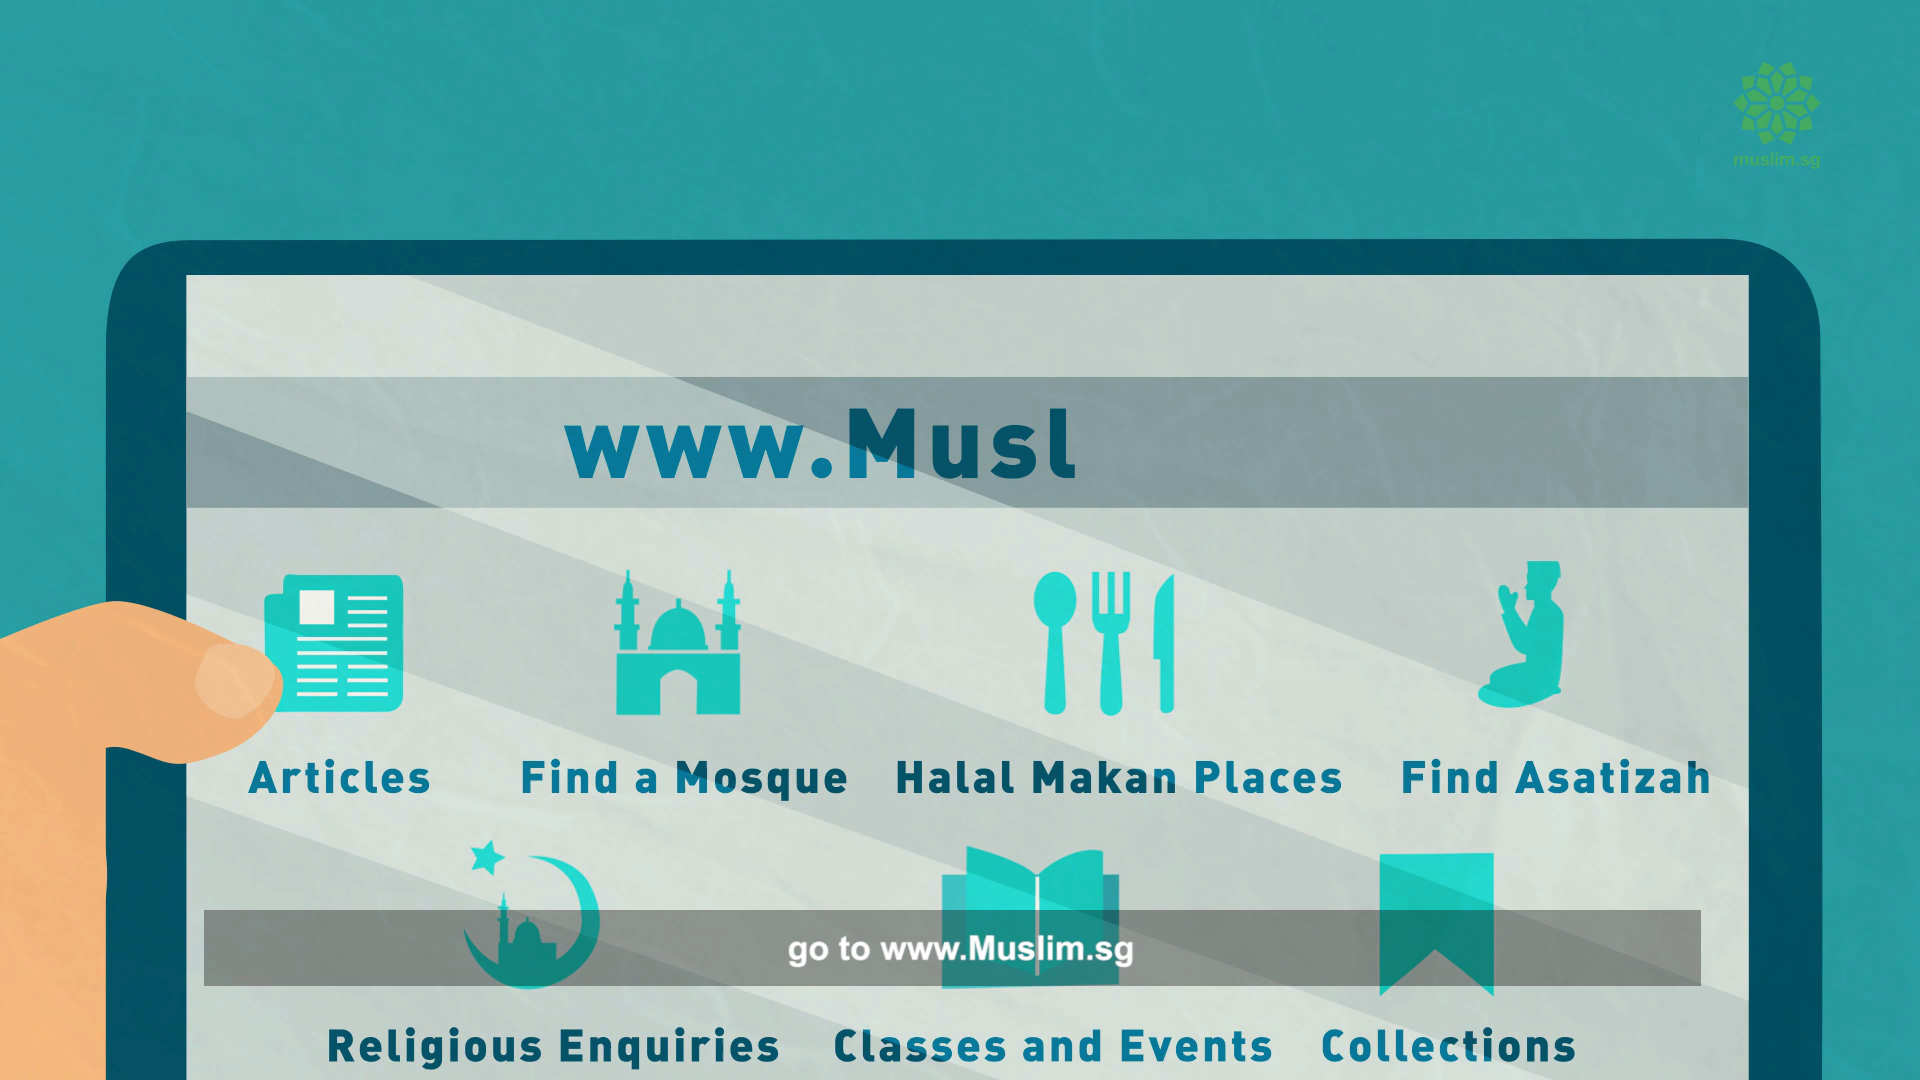 muslim.sg
www.Musl
Articles
Find a Mosque
Halal Makan Places
Find Asatizah
go to www.Muslim.sg
Religious Enquiries
Classes and Events
Collections